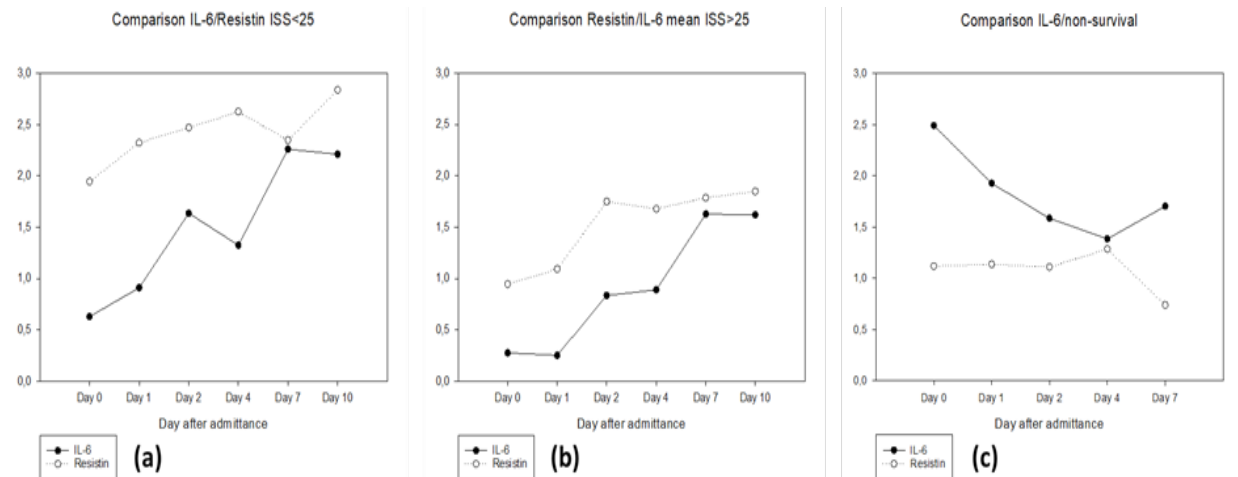 Comparison IL-6/Resistin ISS<25
3,0
2,5
2,0
1,5
1,0
0,5
0,0
Day 0 Day 1 Day 2 Day 4 Day 7 Day 10
Day after admittance
IL-6
Resistin
(a)
Comparison Resistin/IL-6 mean ISS>25
3,0
2,5
2,0
1,5
1,0
0,5
0,0
Day 0 Day 1 Day 2 Day 4 Day 7 Day 10
Day after admittance
IL-6
Resistin
(b)
Comparison IL-6/non-survival
3,0
2,5
2,0
1,5
1,0
0,5
0,0
Day 0 Day 1 Day 2 Day 4 Day 7
Day after admittance
IL-6
Resistin
(c)